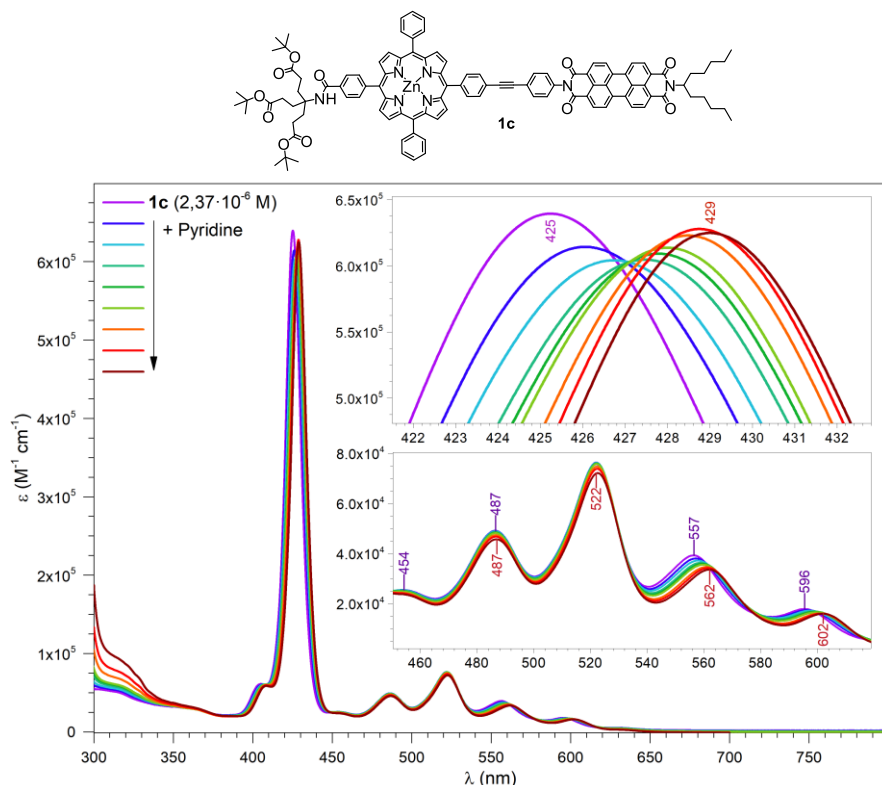 O
O
O
O
O
O
O
N
H
N
N
N
N
Zn
O
O
N
O
O
N
1c
1c (2,37·10⁻⁶ M)
+ Pyridine
ε (M⁻¹ cm⁻¹)
6x10⁵
5x10⁵
4x10⁵
3x10⁵
2x10⁵
1x10⁵
0
300 350 400 450 500 550 600 650 700 750
λ (nm)
6.5x10⁵
6.0x10⁵
5.5x10⁵
5.0x10⁵
425
429
422 423 424 425 426 427 428 429 430 431 432
8.0x10⁴
6.0x10⁴
4.0x10⁴
2.0x10⁴
454
487
487
522
557
562
596
602
460 480 500 520 540 560 580 600